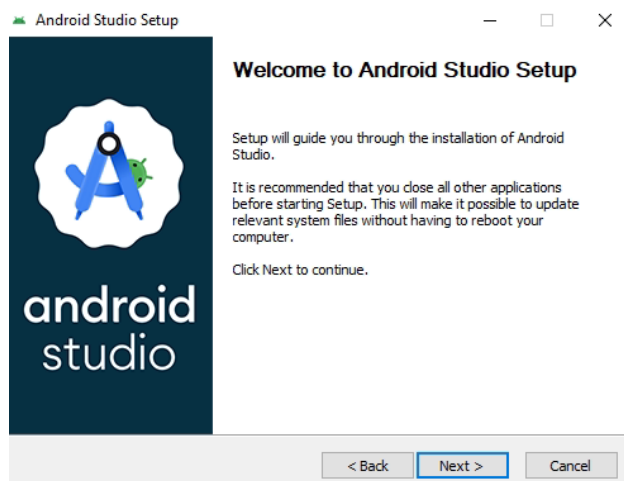 Android Studio Setup
Welcome to Android Studio Setup
Setup will guide you through the installation of Android
Studio.
It is recommended that you close all other applications
before starting Setup. This will make it possible to update
relevant system files without having to reboot your
computer.
Click Next to continue.
android
studio
< Back
Next >
Cancel